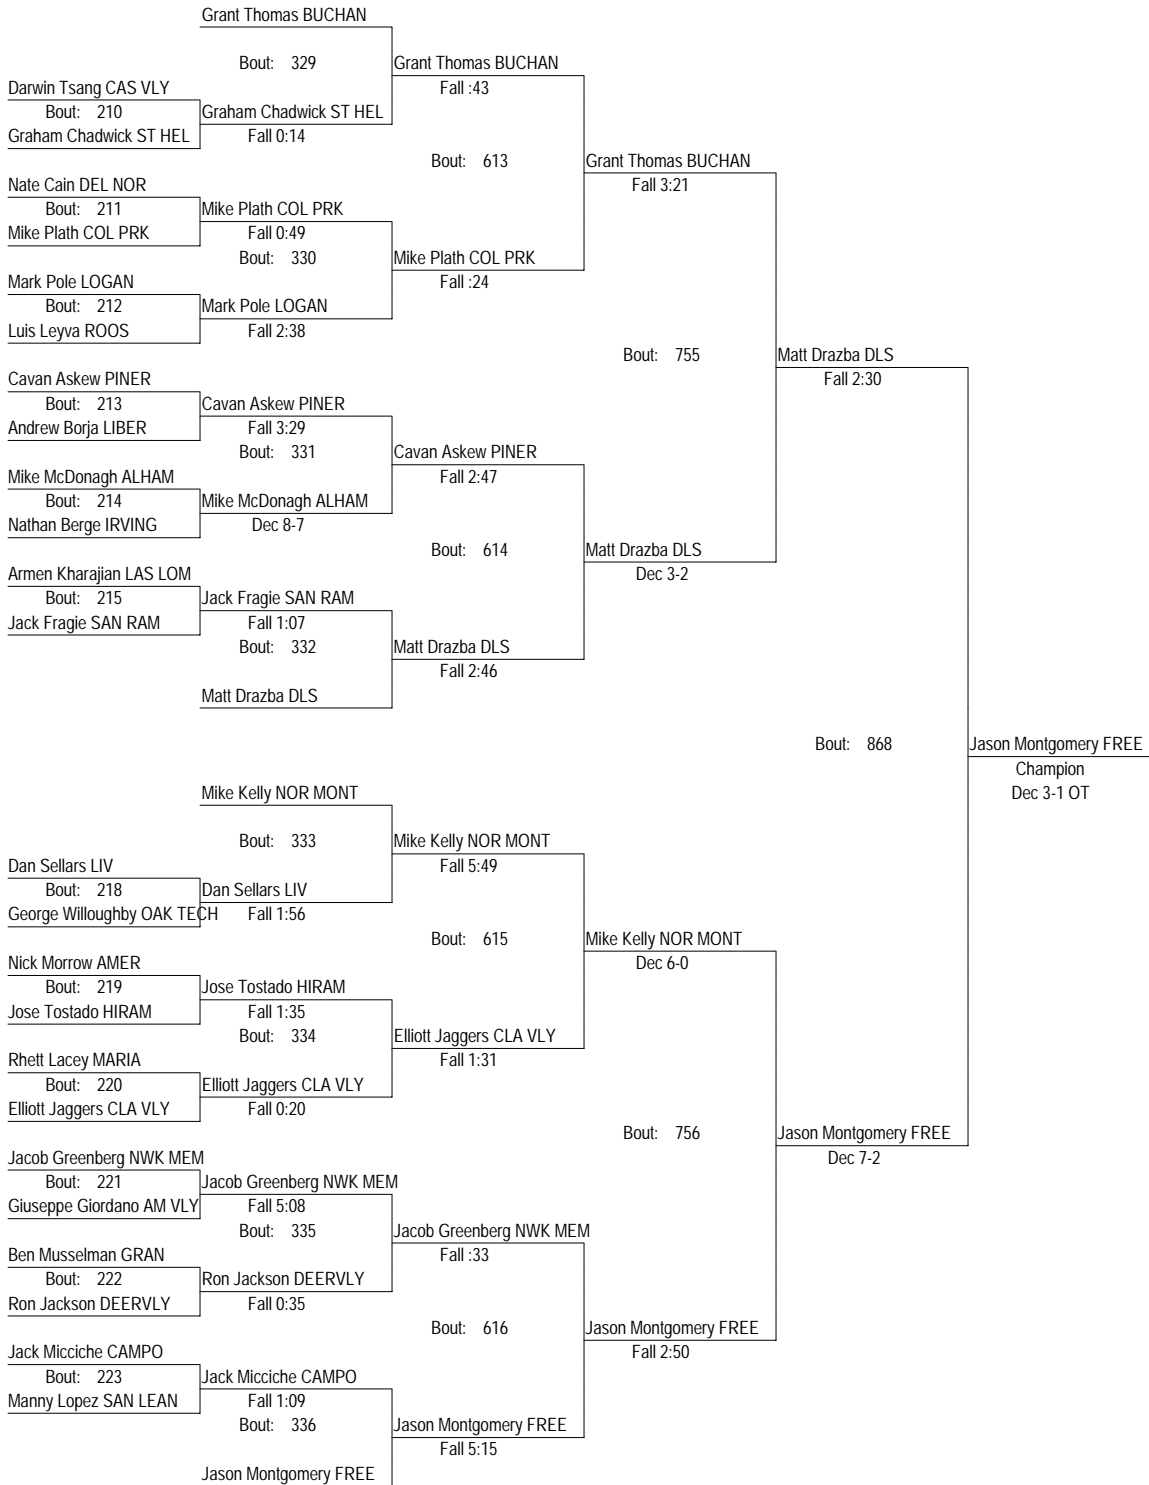 Grant Thomas BUCHAN
Bout: 329
Grant Thomas BUCHAN
Fall :43
Darwin Tsang CAS VLY
Bout: 210
Graham Chadwick ST HEL
Graham Chadwick ST HEL
Fall 0:14
Bout: 613
Grant Thomas BUCHAN
Fall 3:21
Nate Cain DEL NOR
Bout: 211
Mike Plath COL PRK
Mike Plath COL PRK
Fall 0:49
Bout: 330
Mike Plath COL PRK
Fall :24
Mark Pole LOGAN
Bout: 212
Mark Pole LOGAN
Luis Leyva ROOS
Fall 2:38
Bout: 755
Matt Drazba DLS
Fall 2:30
Cavan Askew PINER
Bout: 213
Cavan Askew PINER
Andrew Borja LIBER
Fall 3:29
Bout: 331
Cavan Askew PINER
Fall 2:47
Mike McDonagh ALHAM
Bout: 214
Mike McDonagh ALHAM
Nathan Berge IRVING
Dec 8-7
Bout: 614
Matt Drazba DLS
Dec 3-2
Armen Kharajian LAS LOM
Bout: 215
Jack Fragie SAN RAM
Jack Fragie SAN RAM
Fall 1:07
Bout: 332
Matt Drazba DLS
Fall 2:46
Matt Drazba DLS
Bout: 868
Jason Montgomery FREE
Champion
Dec 3-1 OT
Mike Kelly NOR MONT
Bout: 333
Mike Kelly NOR MONT
Fall 5:49
Dan Sellars LIV
Bout: 218
Dan Sellars LIV
George Willoughby OAK TECH
Fall 1:56
Bout: 615
Mike Kelly NOR MONT
Dec 6-0
Nick Morrow AMER
Bout: 219
Jose Tostado HIRAM
Jose Tostado HIRAM
Fall 1:35
Bout: 334
Elliott Jaggers CLA VLY
Fall 1:31
Rhett Lacey MARIA
Bout: 220
Elliott Jaggers CLA VLY
Elliott Jaggers CLA VLY
Fall 0:20
Bout: 756
Jason Montgomery FREE
Dec 7-2
Jacob Greenberg NWK MEM
Bout: 221
Jacob Greenberg NWK MEM
Giuseppe Giordano AM VLY
Fall 5:08
Bout: 335
Jacob Greenberg NWK MEM
Fall :33
Ben Musselman GRAN
Bout: 222
Ron Jackson DEERVLY
Ron Jackson DEERVLY
Fall 0:35
Bout: 616
Jason Montgomery FREE
Fall 2:50
Jack Micciche CAMPO
Bout: 223
Jack Micciche CAMPO
Manny Lopez SAN LEAN
Fall 1:09
Bout: 336
Jason Montgomery FREE
Fall 5:15
Jason Montgomery FREE